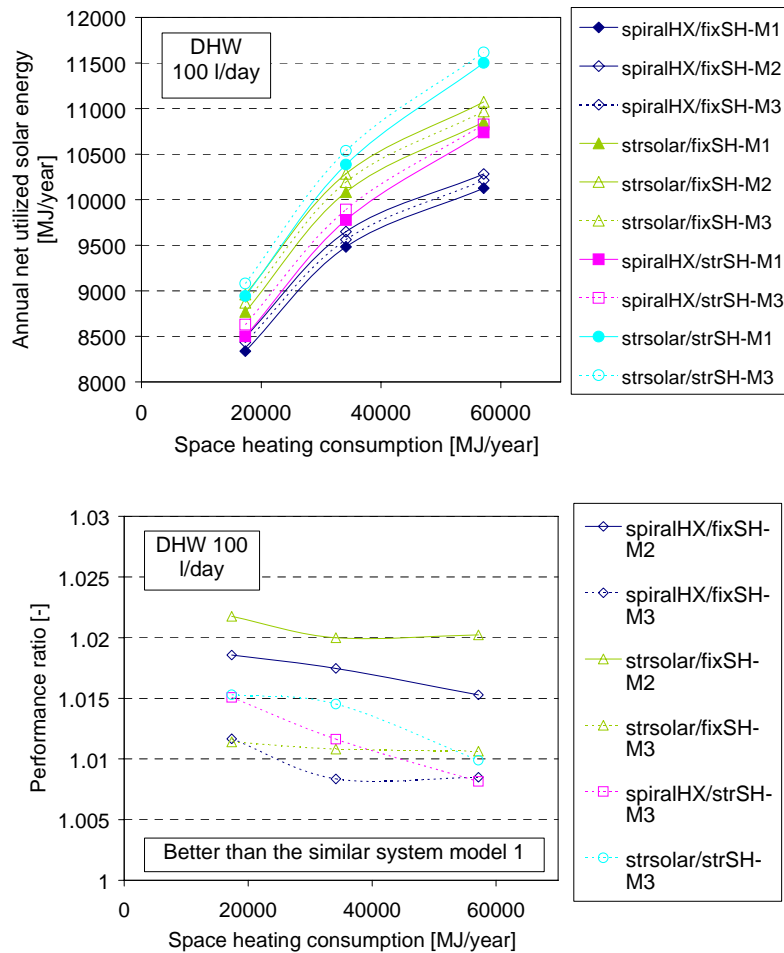 12000
11500
11000
10500
10000
9500
9000
8500
8000
Annual net utilized solar energy
[MJ/year]
DHW
100 l/day
0
20000
40000
60000
Space heating consumption [MJ/year]
spiralHX/fixSH-M1
spiralHX/fixSH-M2
spiralHX/fixSH-M3
strsolar/fixSH-M1
strsolar/fixSH-M2
strsolar/fixSH-M3
spiralHX/strSH-M1
spiralHX/strSH-M3
strsolar/strSH-M1
strsolar/strSH-M3
1.03
1.025
1.02
1.015
1.01
1.005
1
Performance ratio [-]
DHW 100
l/day
Better than the similar system model 1
0
20000
40000
60000
Space heating consumption [MJ/year]
spiralHX/fixSH-
M2
spiralHX/fixSH-
M3
strsolar/fixSH-
M2
strsolar/fixSH-
M3
spiralHX/strSH-
M3
strsolar/strSH-
M3